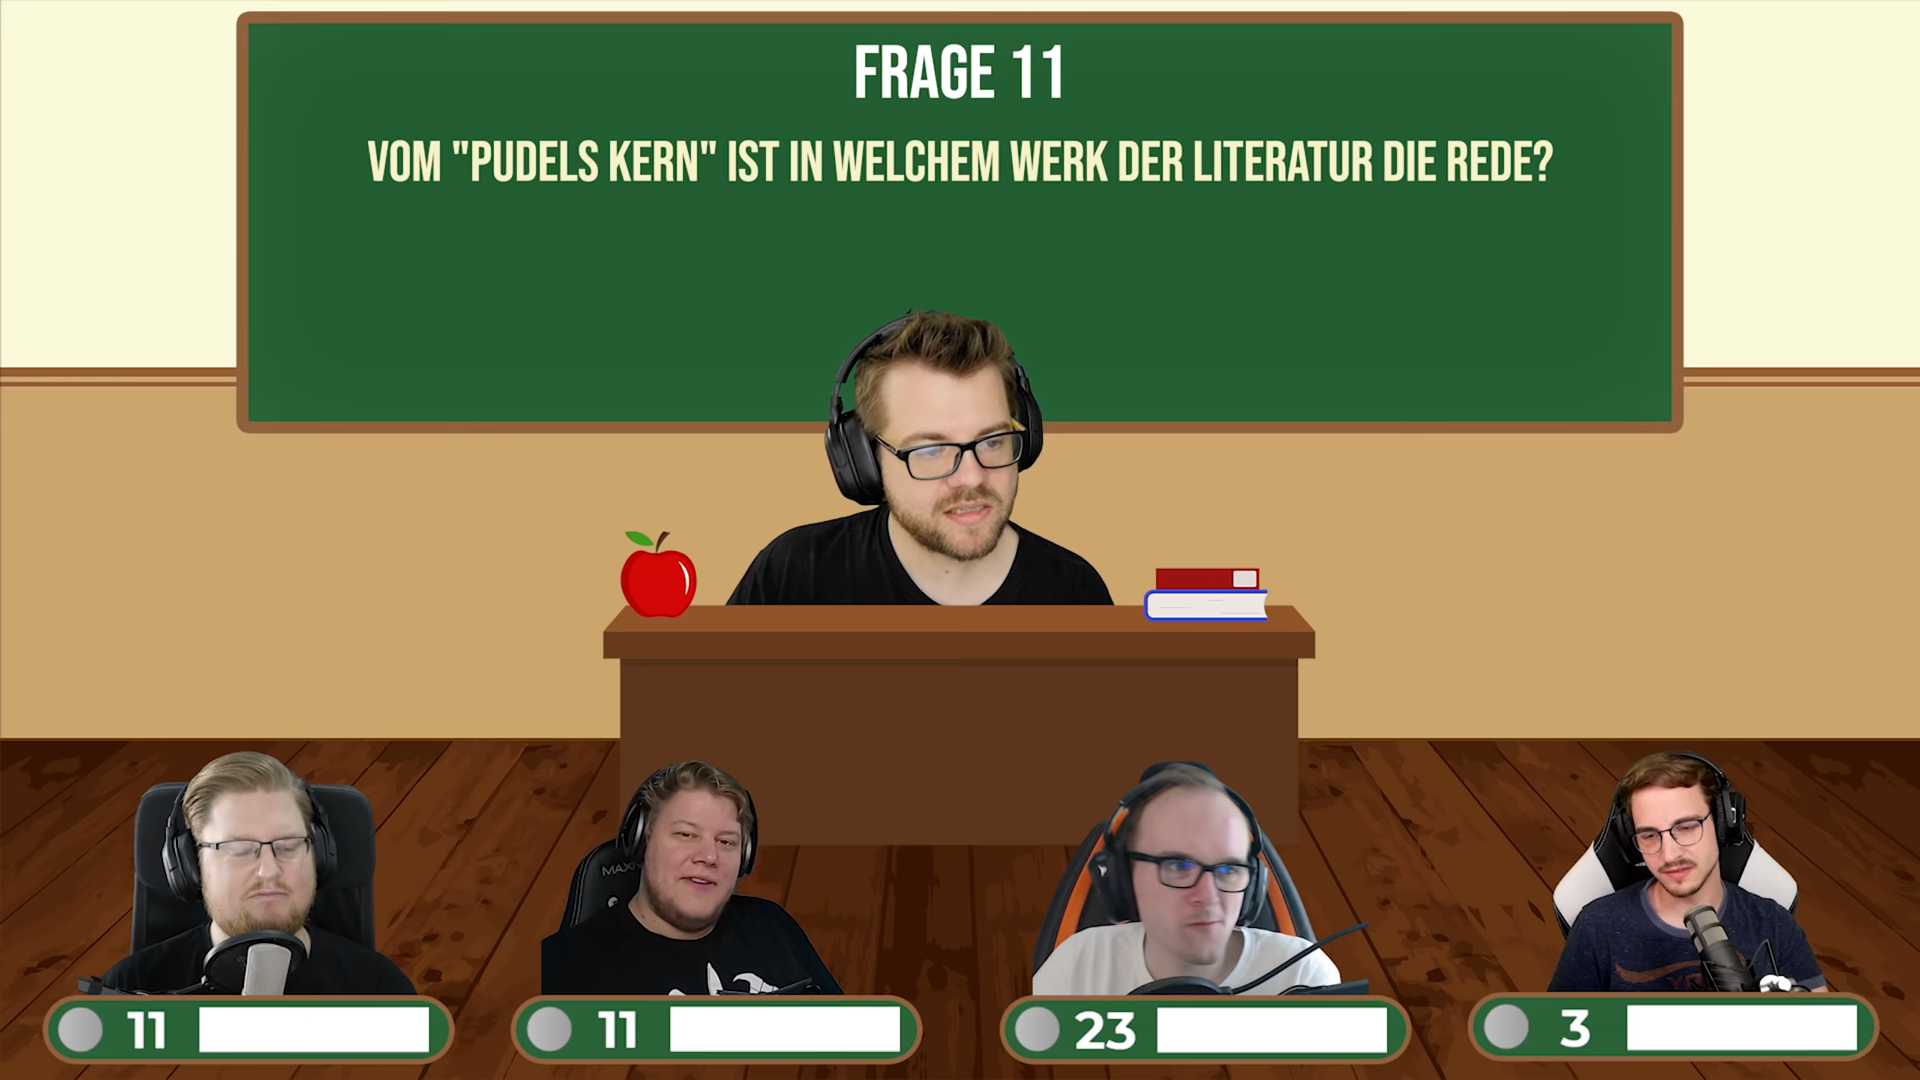 FRAGE 11
VOM "PUDELS KERN" IST IN WELCHEM WERK DER LITERATUR DIE REDE?
11
11
23
3